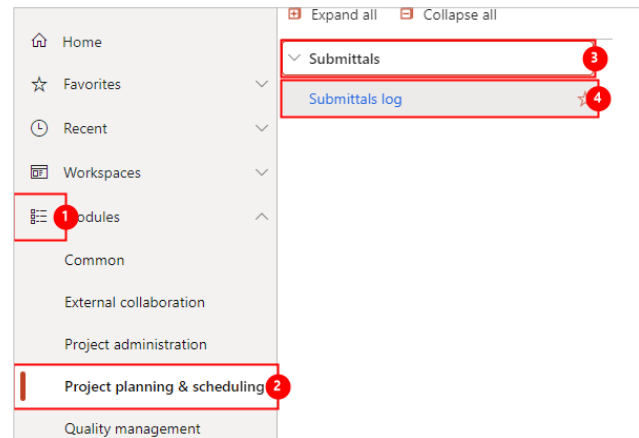 Expand all Collapse all
Home
Favorites
Recent
Workspaces
1 odules
Common
External collaboration
Project administration
Project planning & scheduling 2
Quality management
Submittals 3
Submittals log 4